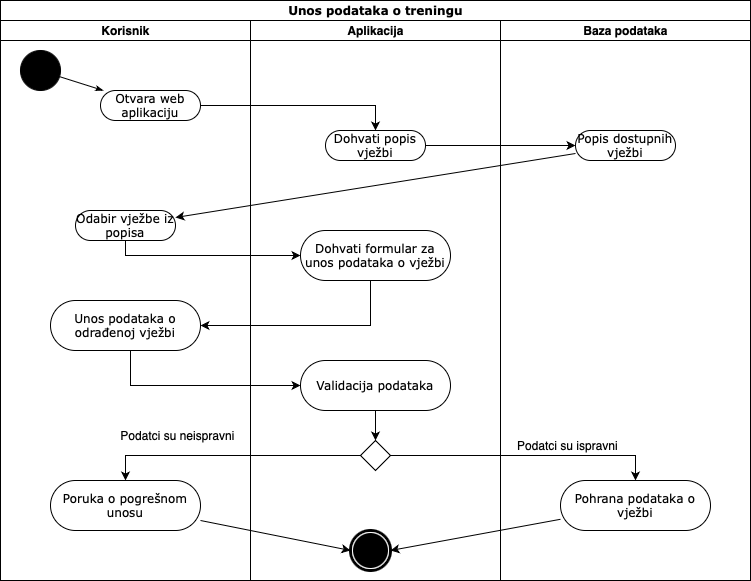 Unos podataka o treningu
Korisnik
Aplikacija
Baza podataka
Otvara web
aplikaciju
Dohvati popis
vježbi
Popis dostupnih
vježbi
Odabir vježbe iz
popisa
Dohvati formular za
unos podataka o vježbi
Unos podataka o
odrađenoj vježbi
Validacija podataka
Podatci su neispravni
Podatci su ispravni
Poruka o pogrešnom
unosu
Pohrana podataka o
vježbi